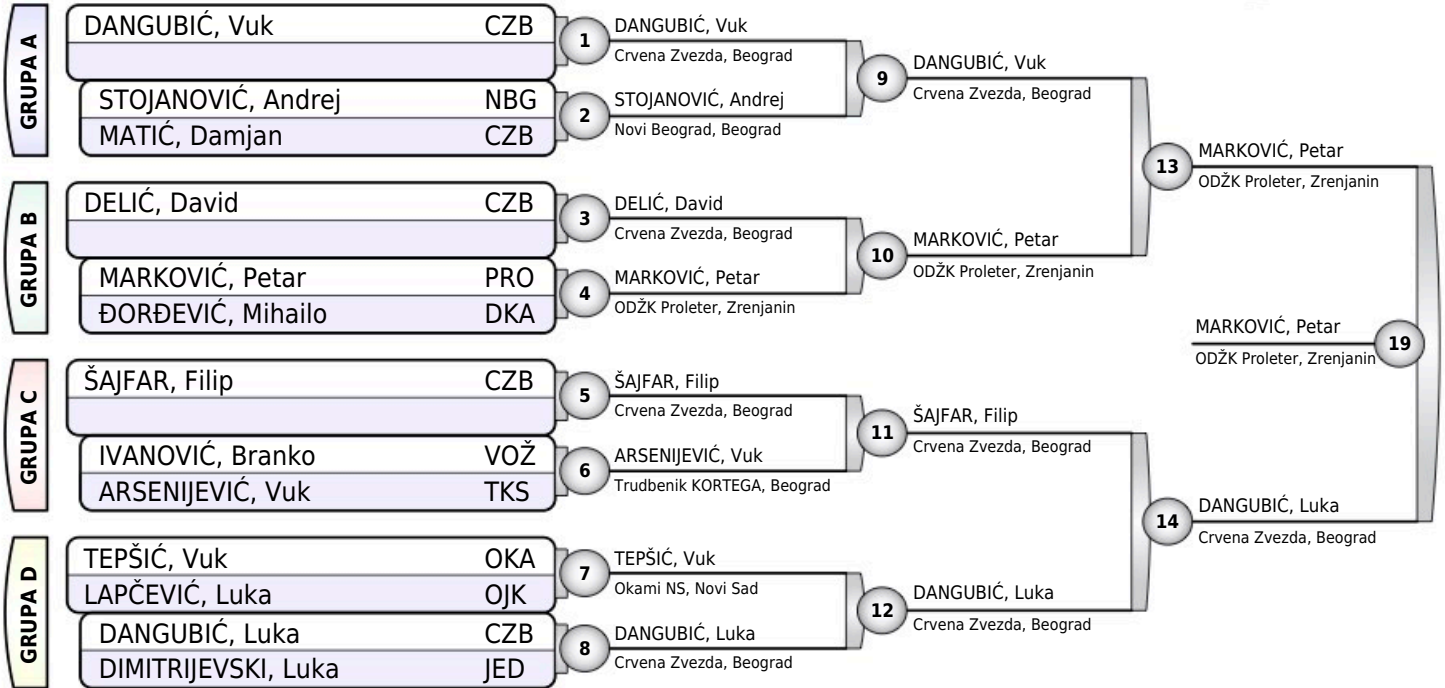 GRUPA A
DANGUBIĆ, Vuk CZB
STOJANOVIĆ, Andrej NBG
MATIĆ, Damjan CZB
GRUPA B
DELIĆ, David CZB
MARKOVIĆ, Petar PRO
ĐORĐEVIĆ, Mihailo DKA
GRUPA C
ŠAJFAR, Filip CZB
IVANOVIĆ, Branko VOŽ
ARSENIJEVIĆ, Vuk TKS
GRUPA D
TEPŠIĆ, Vuk OKA
LAPČEVIĆ, Luka OJK
DANGUBIĆ, Luka CZB
DIMITRIJEVSKI, Luka JED
1
DANGUBIĆ, Vuk
Crvena Zvezda, Beograd
2
STOJANOVIĆ, Andrej
Novi Beograd, Beograd
3
DELIĆ, David
Crvena Zvezda, Beograd
4
MARKOVIĆ, Petar
ODŽK Proleter, Zrenjanin
5
ŠAJFAR, Filip
Crvena Zvezda, Beograd
6
ARSENIJEVIĆ, Vuk
Trudbenik KORTEGA, Beograd
7
TEPŠIĆ, Vuk
Okami NS, Novi Sad
8
DANGUBIĆ, Luka
Crvena Zvezda, Beograd
9
DANGUBIĆ, Vuk
Crvena Zvezda, Beograd
10
MARKOVIĆ, Petar
ODŽK Proleter, Zrenjanin
11
ŠAJFAR, Filip
Crvena Zvezda, Beograd
12
DANGUBIĆ, Luka
Crvena Zvezda, Beograd
13
MARKOVIĆ, Petar
ODŽK Proleter, Zrenjanin
14
DANGUBIĆ, Luka
Crvena Zvezda, Beograd
MARKOVIĆ, Petar
ODŽK Proleter, Zrenjanin
19